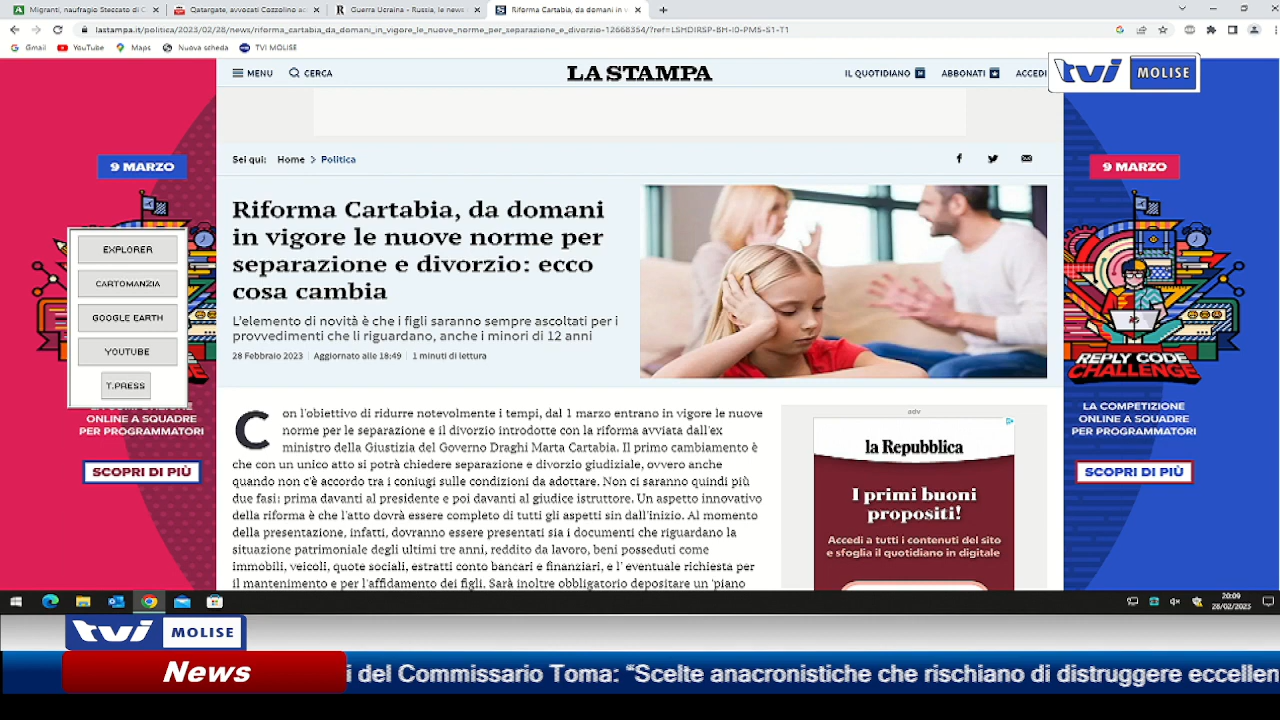 Migranti, naufragio Steccato di C
Qatargate, avvocati Cozzolino ac
Guerra Ucraina - Russia, le news
Riforma Cartabia, da domani in v
lastampa.it/politica/2023/02/28/news/riforma_cartabia_da_domani_in_vigore_le_nuove_norme_per_separazione_e_divorzio-12668354/?ref=LSHDIRSP-BH-I0-PM5-S1-T1
Gmail YouTube Maps Nuova scheda TVI MOLISE
MENU CERCA LA STAMPA IL QUOTIDIANO ABBONATI ACCEDI
tvi MOLISE
Sei qui: Home > Politica
9 MARZO
9 MARZO
Riforma Cartabia, da domani
in vigore le nuove norme per
separazione e divorzio: ecco
cosa cambia
L'elemento di novità è che i figli saranno sempre ascoltati per i
provvedimenti che li riguardano, anche i minori di 12 anni
28 Febbraio 2023 | Aggiornato alle 18:49 | 1 minuti di lettura
EXPLORER
CARTOMANZIA
GOOGLE EARTH
YOUTUBE
T.PRESS
LA COMPETIZIONE
ONLINE A SQUADRE
PER PROGRAMMATORI
SCOPRI DI PIÙ
REPLY CODE
CHALLENGE
LA COMPETIZIONE
ONLINE A SQUADRE
PER PROGRAMMATORI
SCOPRI DI PIÙ
Con l'obiettivo di ridurre notevolmente i tempi, dal 1 marzo entrano in vigore le nuove
norme per le separazione e il divorzio introdotte con la riforma avviata dall'ex
ministro della Giustizia del Governo Draghi Marta Cartabia. Il primo cambiamento è
che con un unico atto si potrà chiedere separazione e divorzio giudiziale, ovvero anche
quando non c'è accordo tra i coniugi sulle condizioni da adottare. Non ci saranno quindi più
due fasi: prima davanti al presidente e poi davanti al giudice istruttore. Un aspetto innovativo
della riforma è che l'atto dovrà essere completo di tutti gli aspetti sin dall'inizio. Al momento
della presentazione, infatti, dovranno essere presentati sia i documenti che riguardano la
situazione patrimoniale degli ultimi tre anni, reddito da lavoro, beni posseduti come
immobili, veicoli, quote sociali, estratti conto bancari e finanziari, e l' eventuale richiesta per
il mantenimento e per l'affidamento dei figli. Sarà inoltre obbligatorio depositare un 'piano
adv
la Repubblica
I primi buoni
propositi!
Accedi a tutti i contenuti del sito
e sfoglia il quotidiano in digitale
20:09
28/02/2023
tvi MOLISE
News
i del Commissario Toma: “Scelte anacronistiche che rischiano di distruggere eccellen